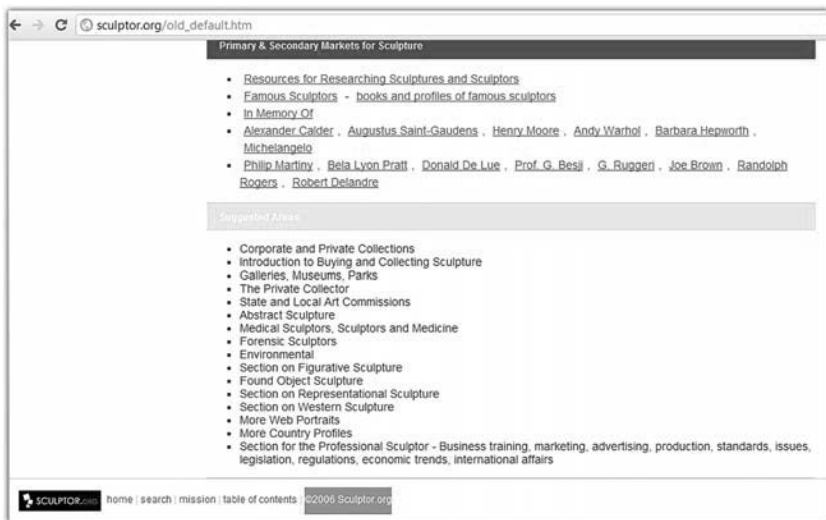 sculptor.org/old_default.htm
Primary & Secondary Markets for Sculpture
Resources for Researching Sculptures and Sculptors
Famous Sculptors - books and profiles of famous sculptors
In Memory Of
Alexander Calder , Augustus Saint-Gaudens , Henry Moore , Andy Warhol , Barbara Hepworth ,
Michelangelo
Philip Martiny , Bela Lyon Pratt , Donald De Lue , Prof. G. Besji , G. Ruggeri , Joe Brown , Randolph
Rogers , Robert Delandre
Suggested Areas
Corporate and Private Collections
Introduction to Buying and Collecting Sculpture
Galleries, Museums, Parks
The Private Collector
State and Local Art Commissions
Abstract Sculpture
Medical Sculptors, Sculptors and Medicine
Forensic Sculptors
Environmental
Section on Figurative Sculpture
Found Object Sculpture
Section on Representational Sculpture
Section on Western Sculpture
More Web Portraits
More Country Profiles
Section for the Professional Sculptor - Business training, marketing, advertising, production, standards, issues,
legislation, regulations, economic trends, international affairs
SCULPTOR.ORG home | search | mission | table of contents | ©2006 Sculptor.org